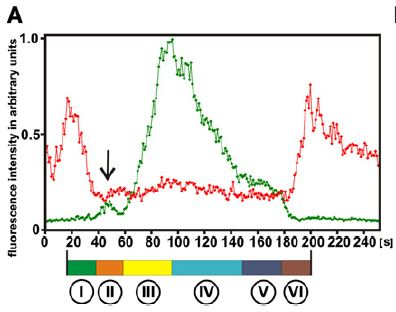 A
fluorescence intensity in arbitrary units
1.0
0.5
0
0 20 40 60 80 100 120 140 160 180 200 220 240 [s]
I II III IV V VI